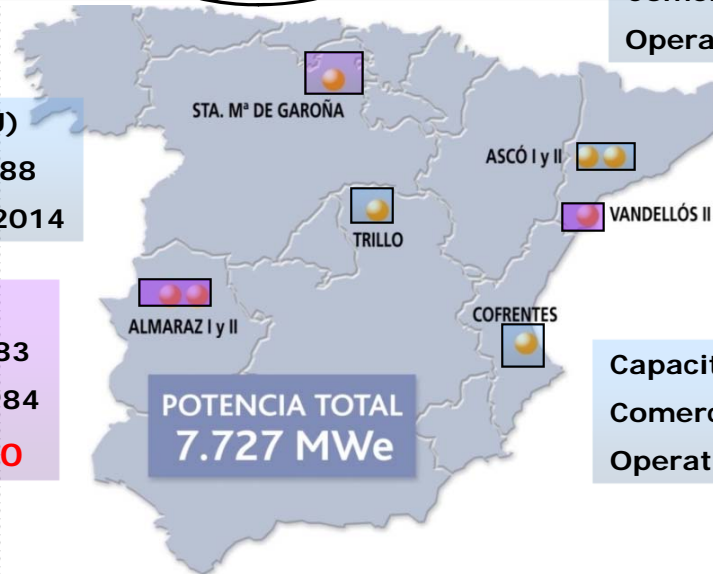 Opera
STA. Mª DE GAROÑA
ASCÓ I y II
88
2014
VANDELLÓS II
TRILLO
ALMARAZ I y II
COFRENTES
83
84
POTENCIA TOTAL
7.727 MWe
Capacit
Comerc
Operat